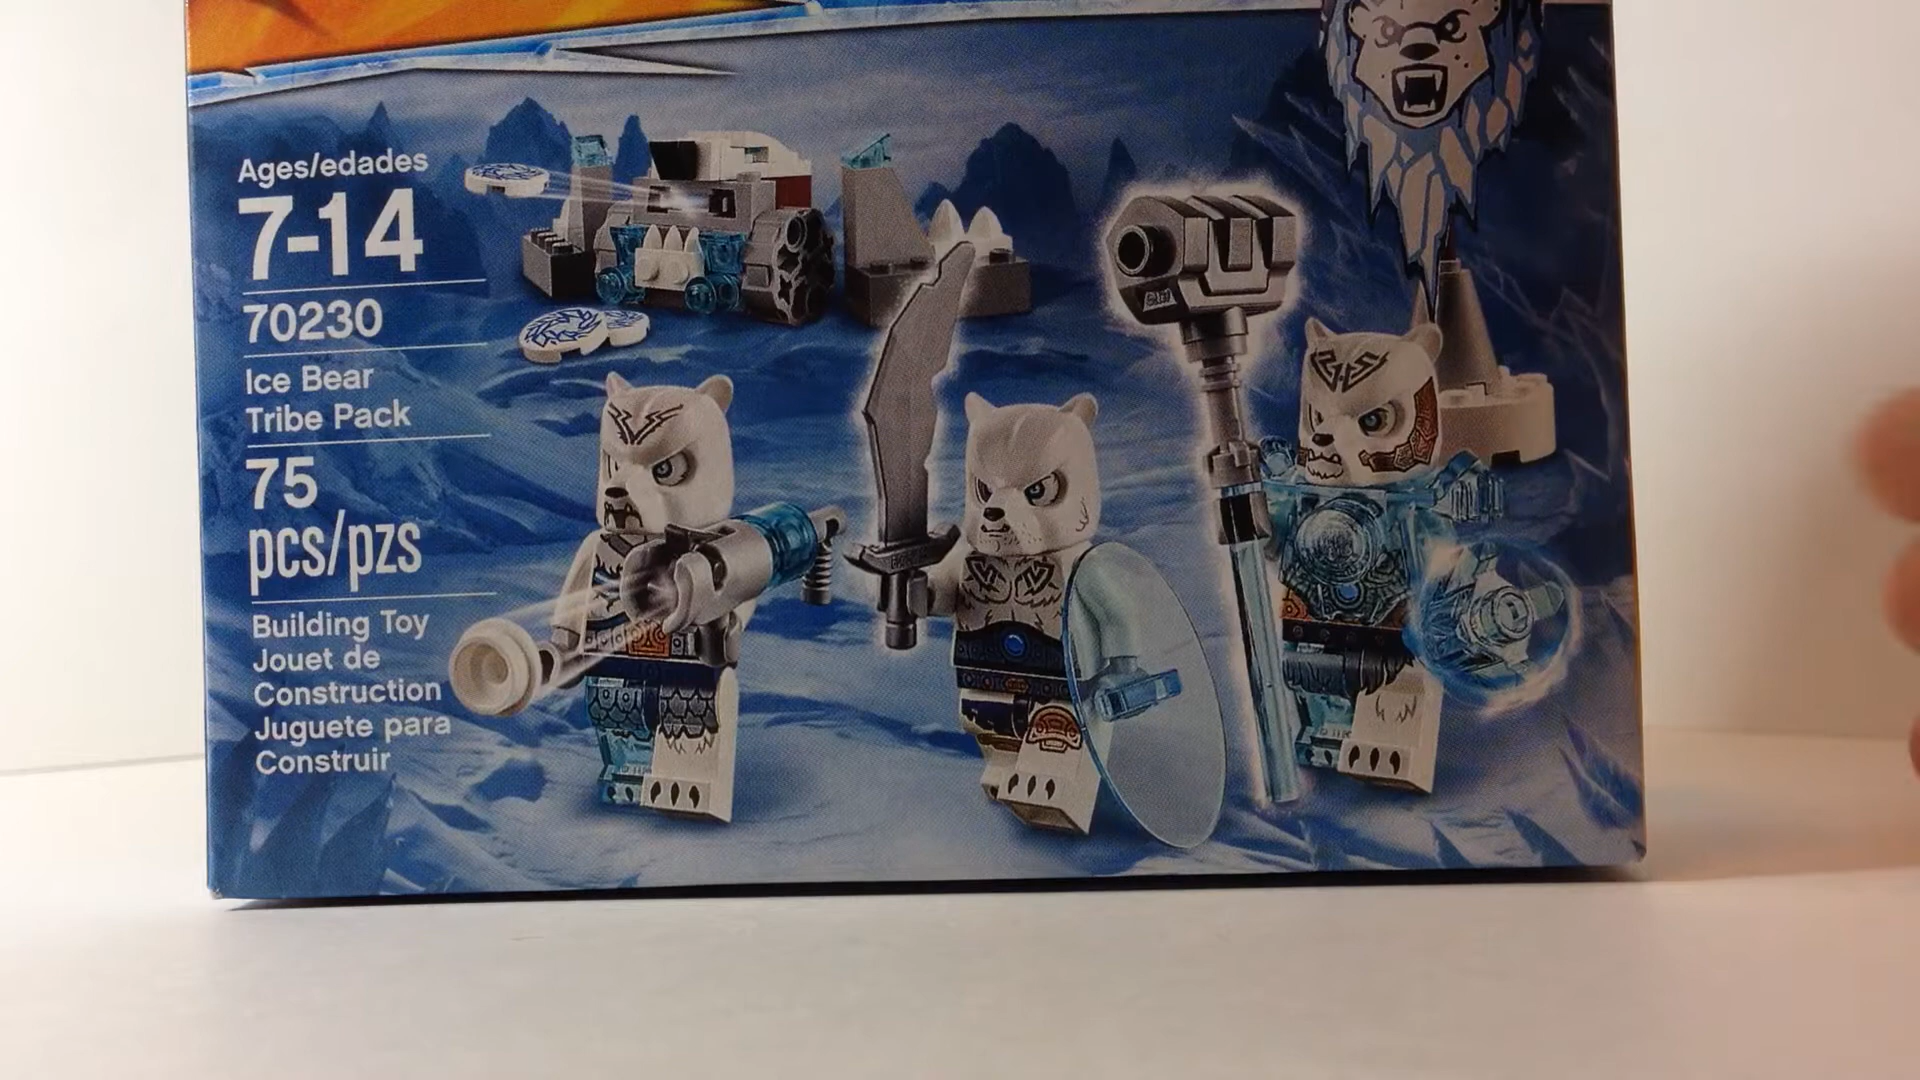 Ages/edades
7-14
70230
Ice Bear
Tribe Pack
75
pcs/pzs
Building Toy
Jouet de
Construction
Juguete para
Construir